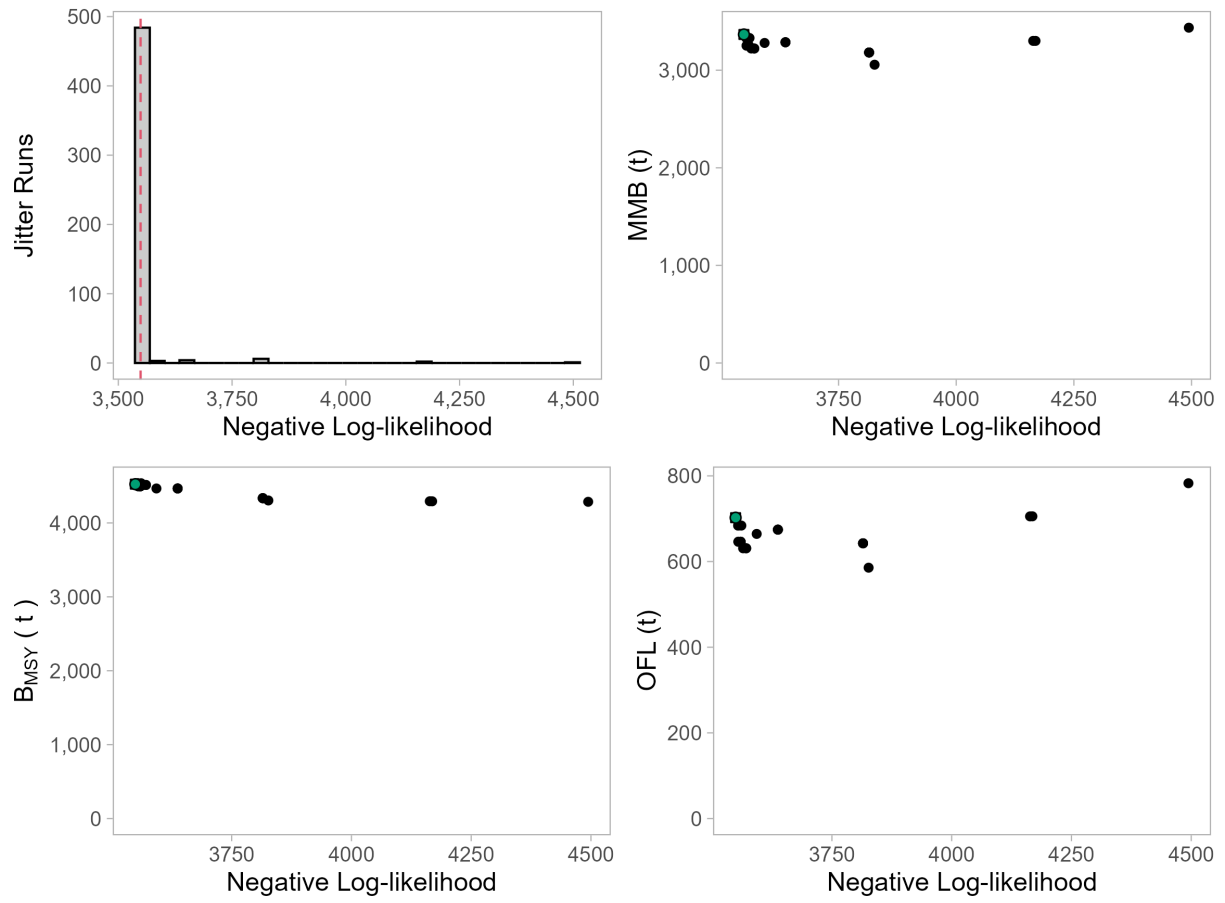 500
400
300
200
100
0
Jitter Runs
3,500 3,750 4,000 4,250 4,500
Negative Log-likelihood
3,000
2,000
1,000
0
MMB (t)
3750 4000 4250 4500
Negative Log-likelihood
4,000
3,000
2,000
1,000
0
BMSY ( t )
3750 4000 4250 4500
Negative Log-likelihood
800
600
400
200
0
OFL (t)
3750 4000 4250 4500
Negative Log-likelihood